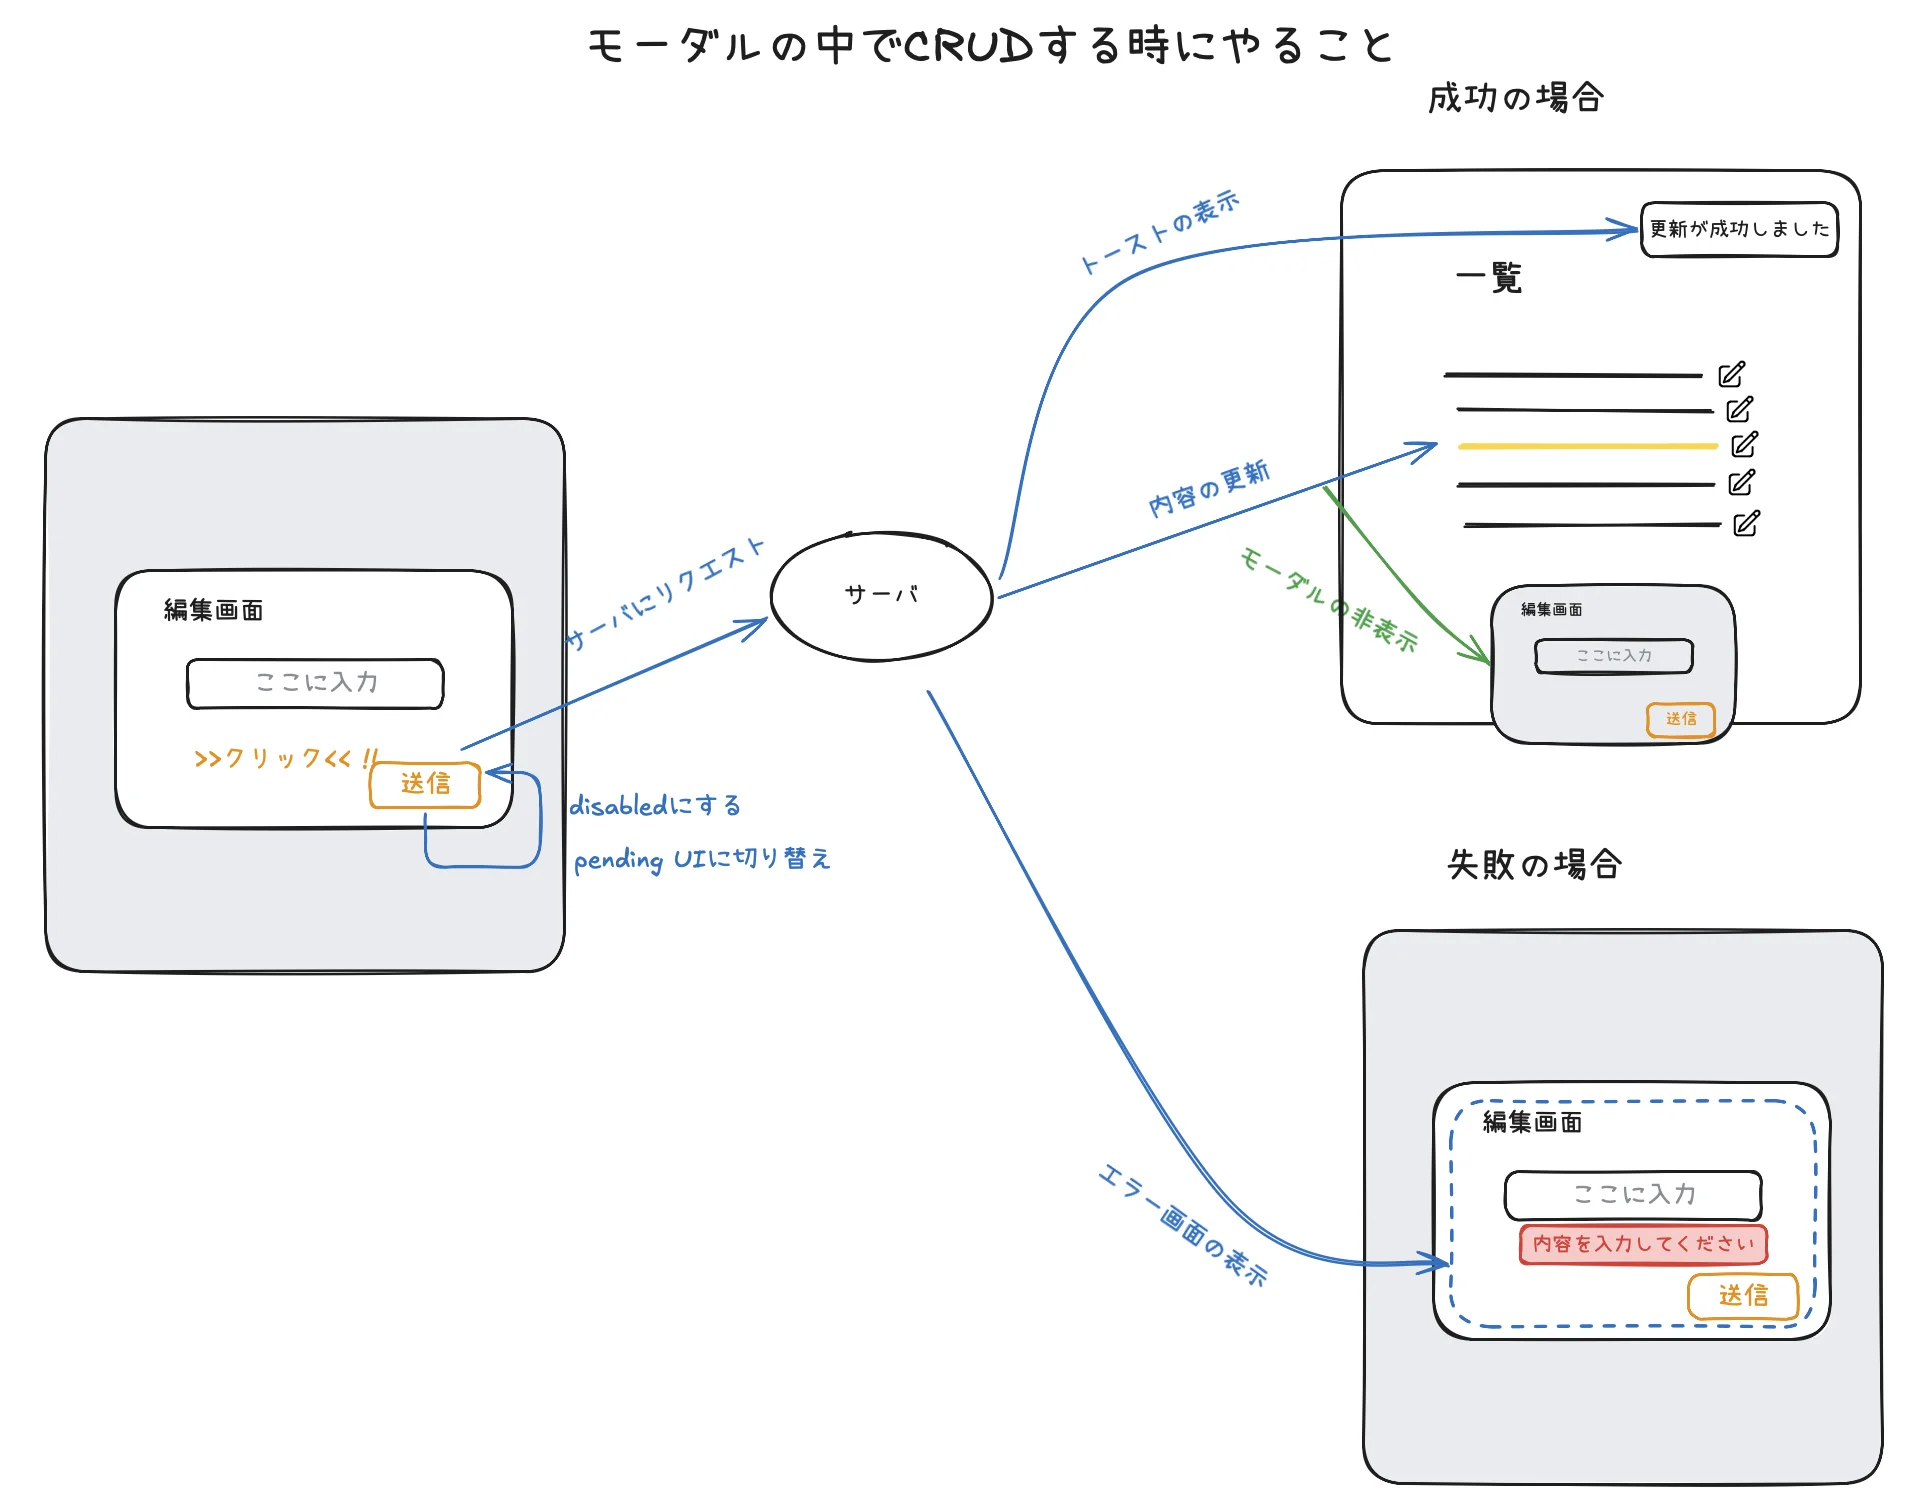 モーダルの中でCRUDする時にやること
成功の場合
トーストの表示
更新が成功しました
一覧
内容の更新
モーダルの非表示
編集画面
ここに入力
送信
サーバにリクエスト
サーバ
編集画面
ここに入力
>>クリック<< !!
送信
disabledにする
pending UIに切り替え
失敗の場合
エラー画面の表示
編集画面
ここに入力
内容を入力してください
送信